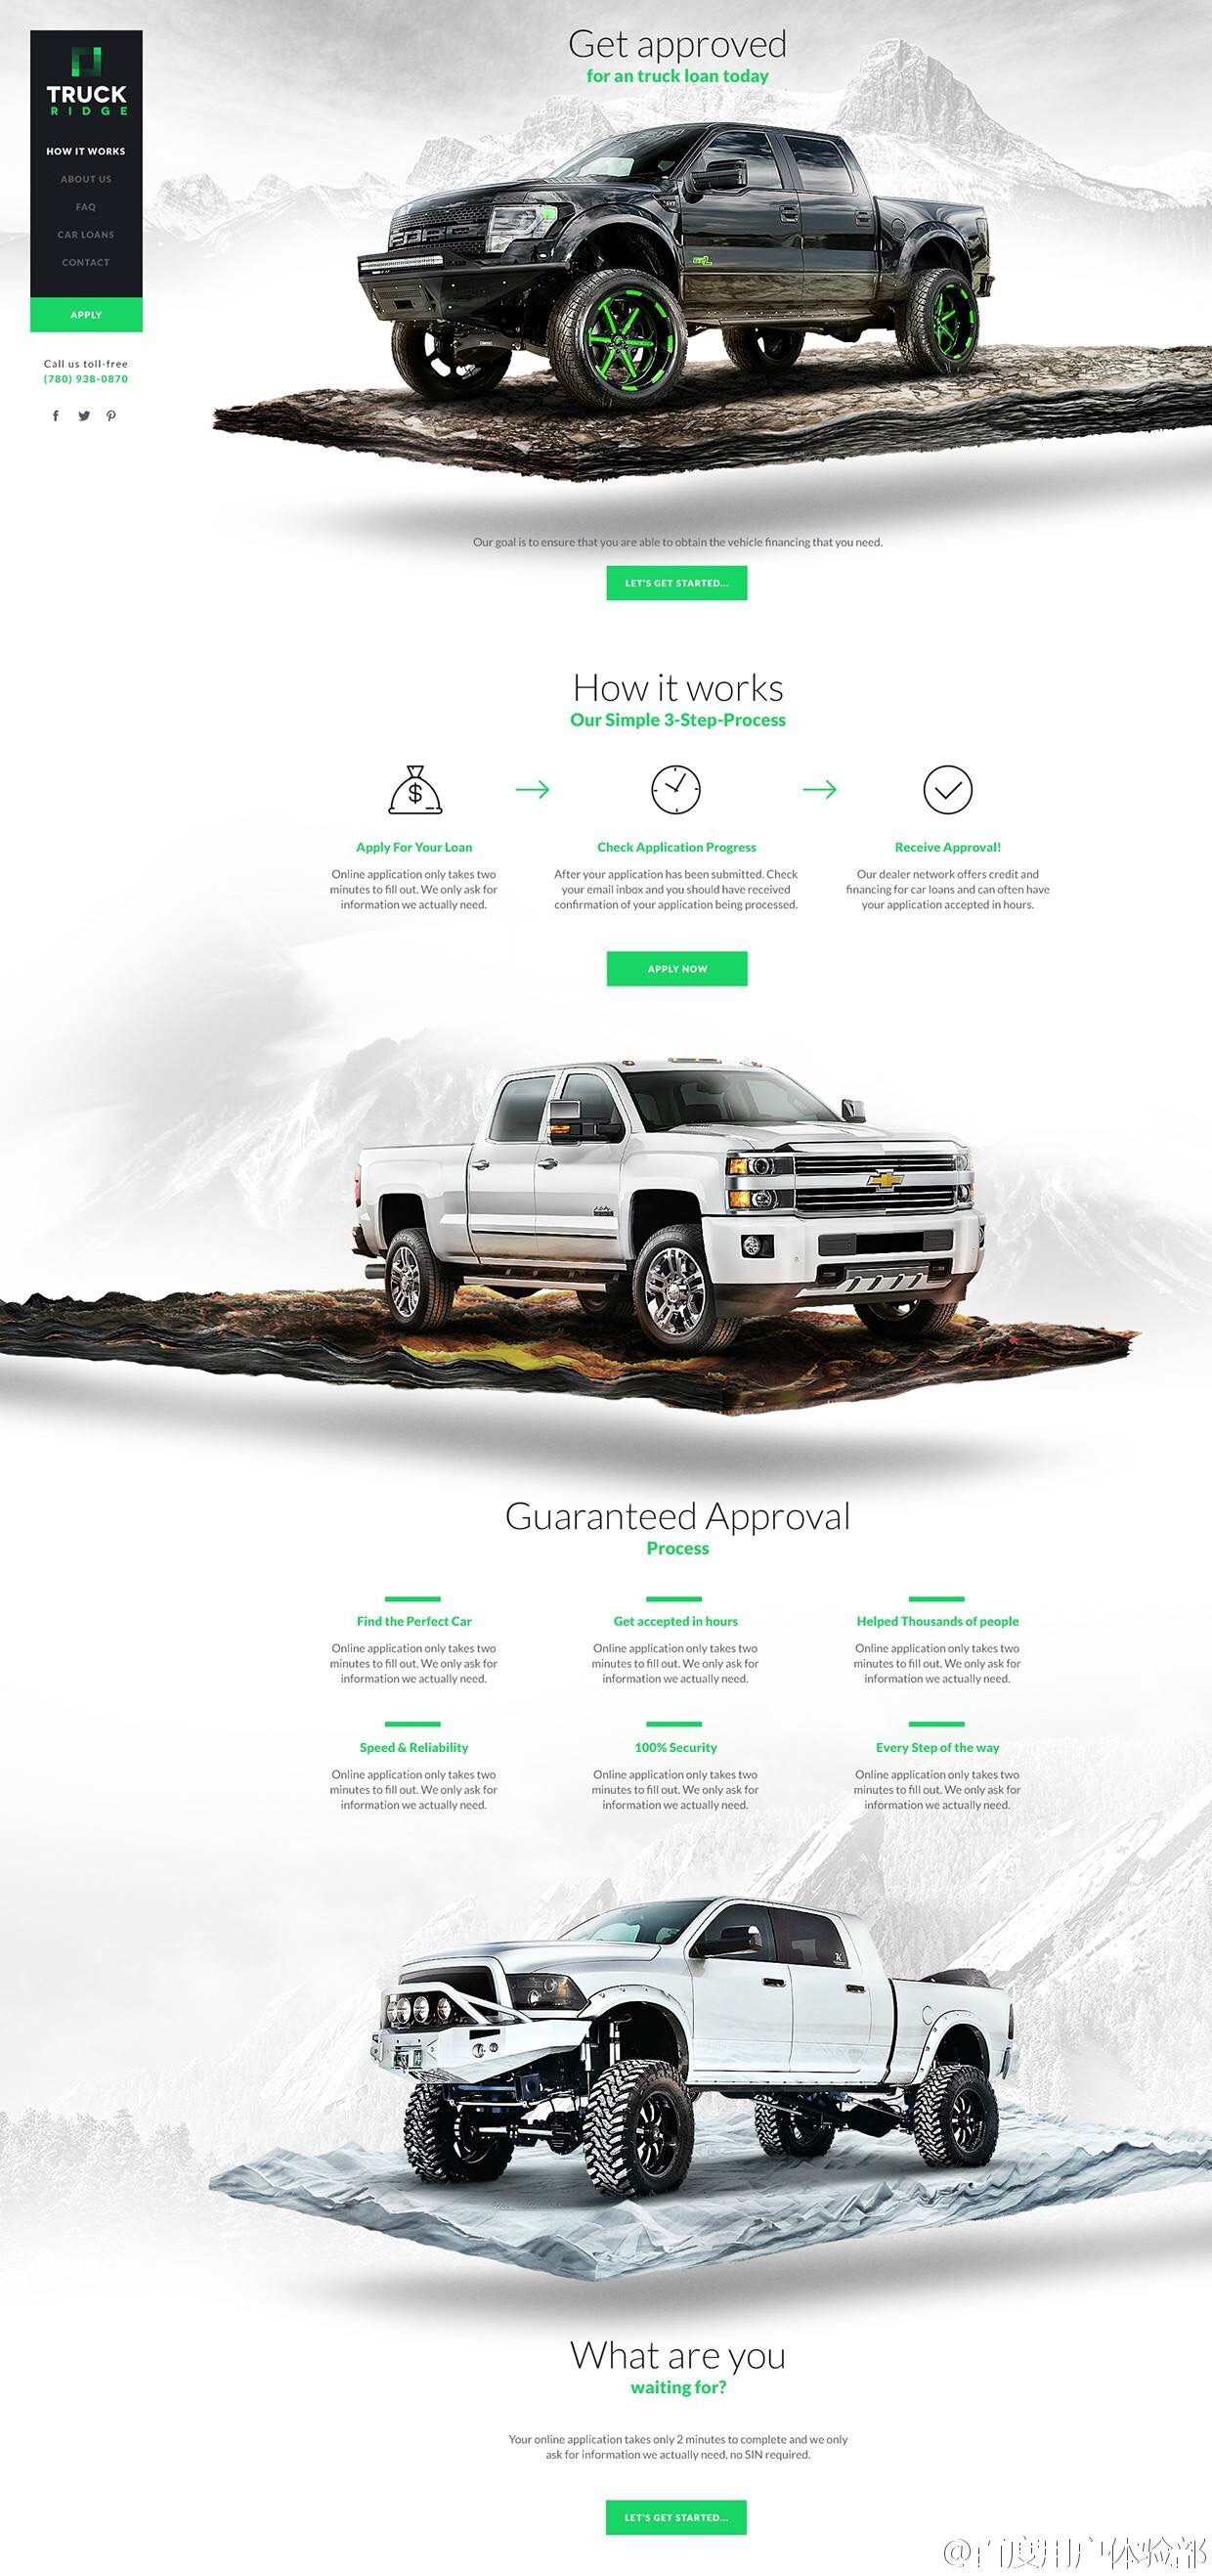 TRUCK
RIDGE
HOW IT WORKS
ABOUT US
FAQ
CAR LOANS
CONTACT
APPLY
Call us toll-free
(780) 938-0870
Get approved
for an truck loan today
FORD
Our goal is to ensure that you are able to obtain the vehicle financing that you need.
LET'S GET STARTED...
How it works
Our Simple 3-Step-Process
$
Apply For Your Loan
Online application only takes two
minutes to fill out. We only ask for
information we actually need.
Check Application Progress
After your application has been submitted. Check
your email inbox and you should have received
confirmation of your application being processed.
Receive Approval!
Our dealer network offers credit and
financing for car loans and can often have
your application accepted in hours.
APPLY NOW
Guaranteed Approval
Process
Find the Perfect Car
Online application only takes two
minutes to fill out. We only ask for
information we actually need.
Get accepted in hours
Online application only takes two
minutes to fill out. We only ask for
information we actually need.
Helped Thousands of people
Online application only takes two
minutes to fill out. We only ask for
information we actually need.
Speed & Reliability
Online application only takes two
minutes to fill out. We only ask for
information we actually need.
100% Security
Online application only takes two
minutes to fill out. We only ask for
information we actually need.
Every Step of the way
Online application only takes two
minutes to fill out. We only ask for
information we actually need.
What are you
waiting for?
Your online application takes only 2 minutes to complete and we only
ask for information we actually need, no SIN required.
LET'S GET STARTED...
@百度用户体验部